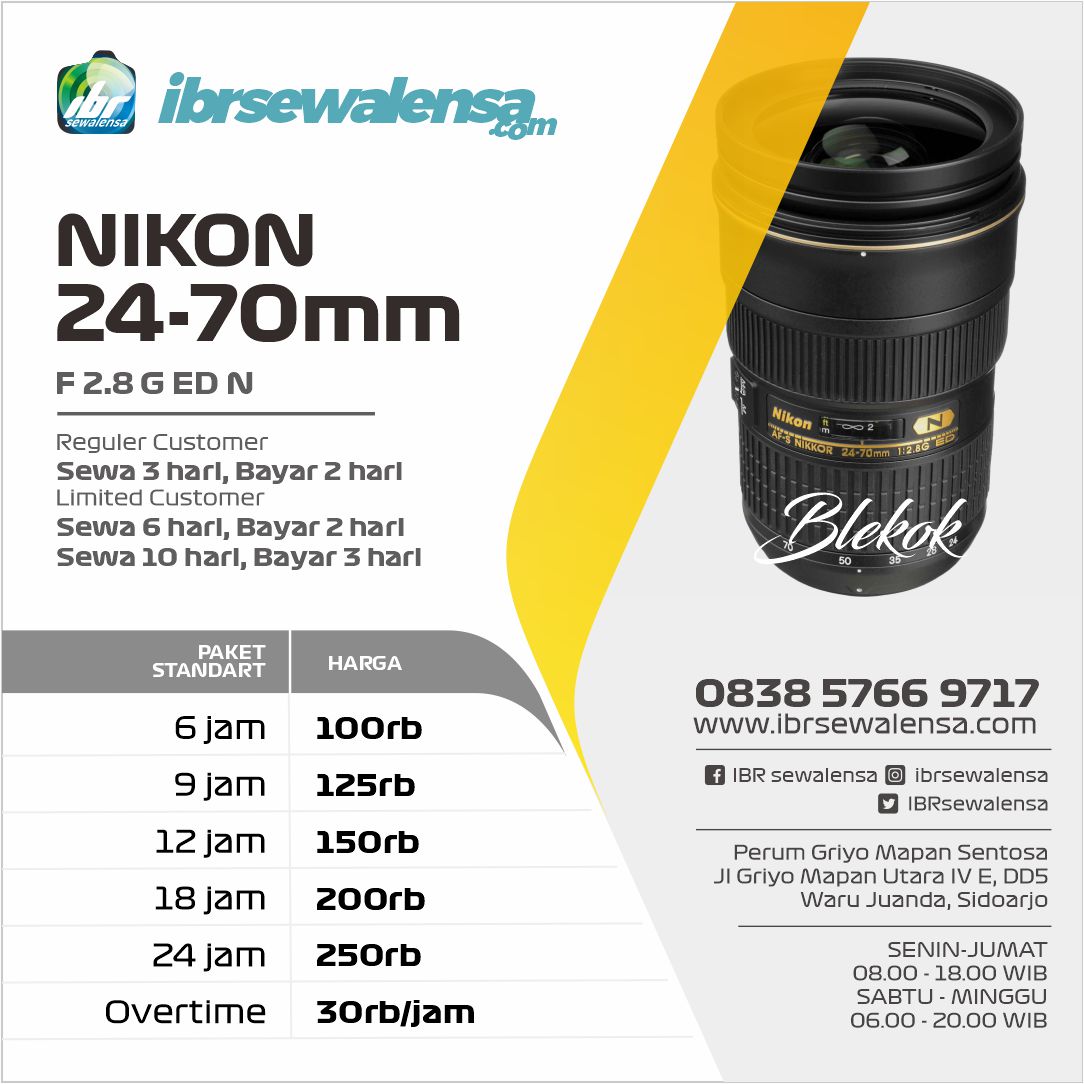 ibr
sewalensa
ibrsewalensa
.com
NIKON
24-70mm
F 2.8 G ED N
Reguler Customer
Sewa 3 hari, Bayar 2 hari
Limited Customer
Sewa 6 hari, Bayar 2 hari
Sewa 10 hari, Bayar 3 hari
PAKET
STANDART
HARGA
6 jam 100rb
9 jam 125rb
12 jam 150rb
18 jam 200rb
24 jam 250rb
Overtime 30rb/jam
Nikon ft m ∞ 2 N
AF-S NIKKOR 24-70mm 1:2.8G ED
Blekok
70 50 35 28 24
0838 5766 9717
www.ibrsewalensa.com
IBR sewalensa ibrsewalensa
IBRsewalensa
Perum Griyo Mapan Sentosa
Jl Griyo Mapan Utara IV E, DD5
Waru Juanda, Sidoarjo
SENIN-JUMAT
08.00 - 18.00 WIB
SABTU - MINGGU
06.00 - 20.00 WIB